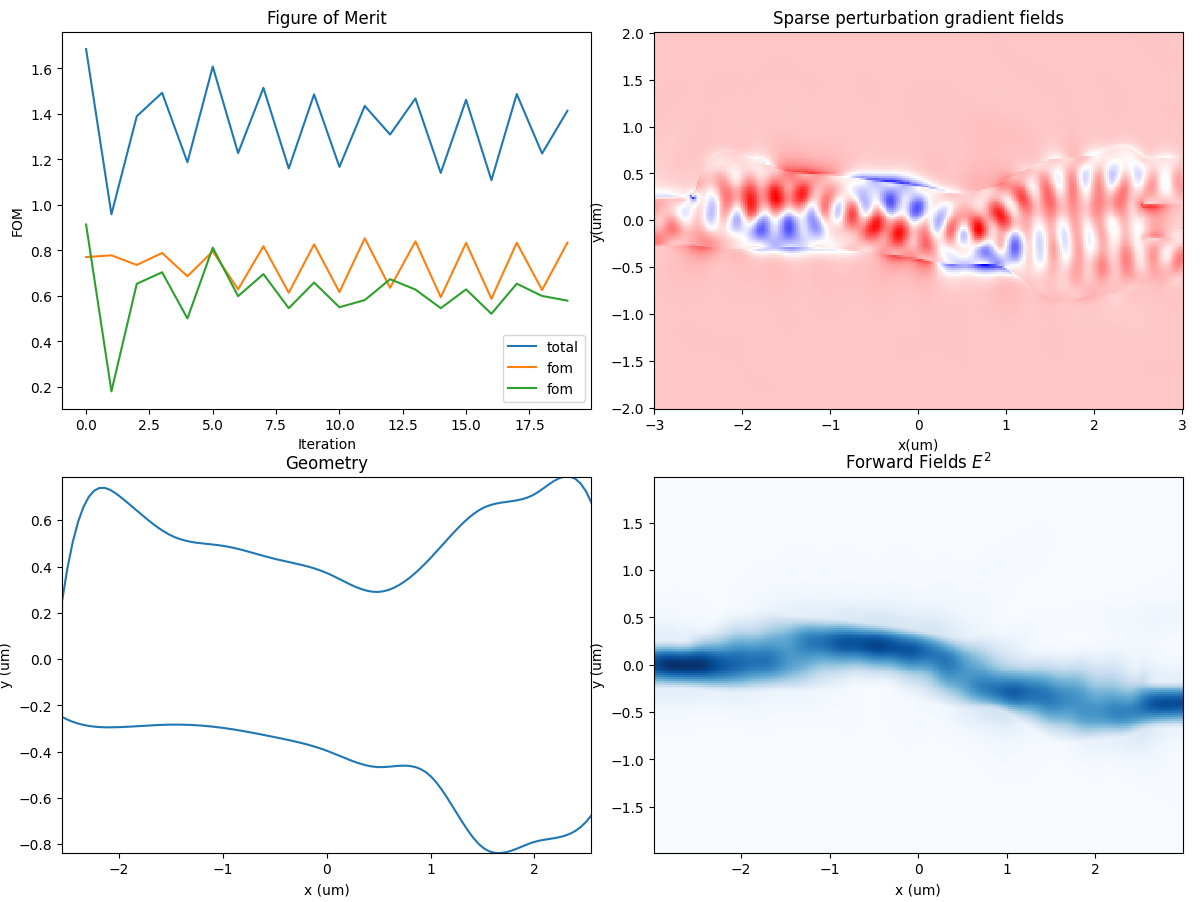 Figure of Merit
FOM
1.6
1.4
1.2
1.0
0.8
0.6
0.4
0.2
total
fom
fom
0.0 2.5 5.0 7.5 10.0 12.5 15.0 17.5
Iteration
Sparse perturbation gradient fields
y(um)
2.0
1.5
1.0
0.5
0.0
−0.5
−1.0
−1.5
−2.0
−3 −2 −1 0 1 2 3
x(um)
Geometry
y (um)
0.6
0.4
0.2
0.0
−0.2
−0.4
−0.6
−0.8
−2 −1 0 1 2
x (um)
Forward Fields E²
y (um)
1.5
1.0
0.5
0.0
−0.5
−1.0
−1.5
−2 −1 0 1 2
x (um)